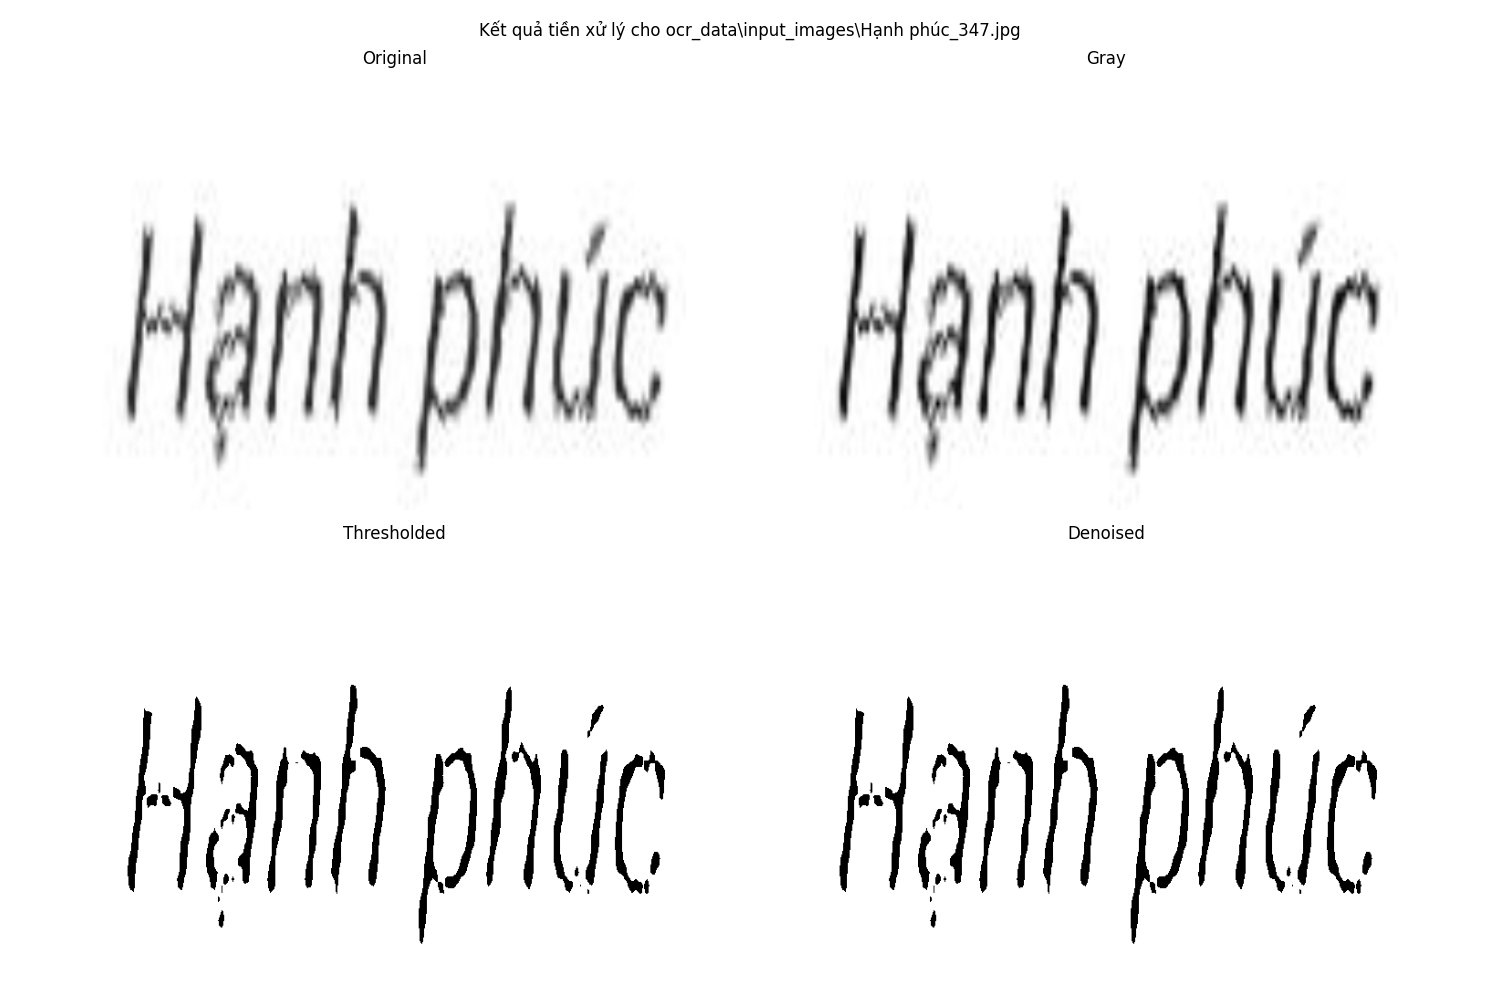 Kết quả tiền xử lý cho ocr_data\input_images\Hạnh phúc_347.jpg
Original
Gray
Hạnh phúc
Hạnh phúc
Thresholded
Denoised
Hạnh phúc
Hạnh phúc